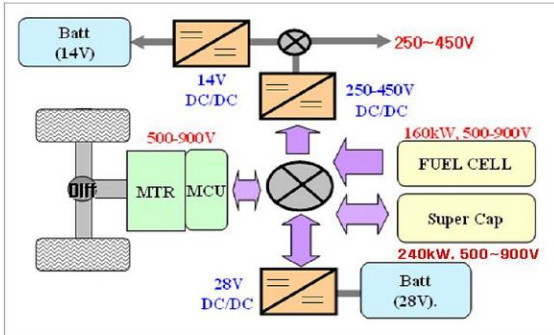 Batt
(14V)
14V
DC/DC
250~450V
250-450V
DC/DC
500-900V
160kW, 500-900V
FUEL CELL
Diff
MTR
MCU
Super Cap
240kW, 500~900V
28V
DC/DC
Batt
(28V).